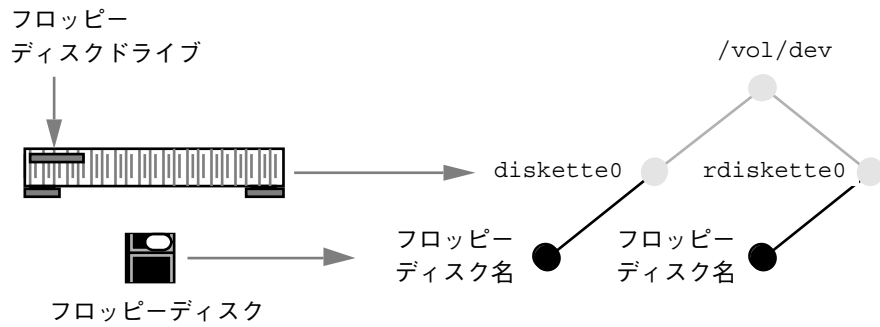 フロッピー
ディスクドライブ
/vol/dev
diskette0
rdiskette0
フロッピー
ディスク名
フロッピー
ディスク名
フロッピーディスク